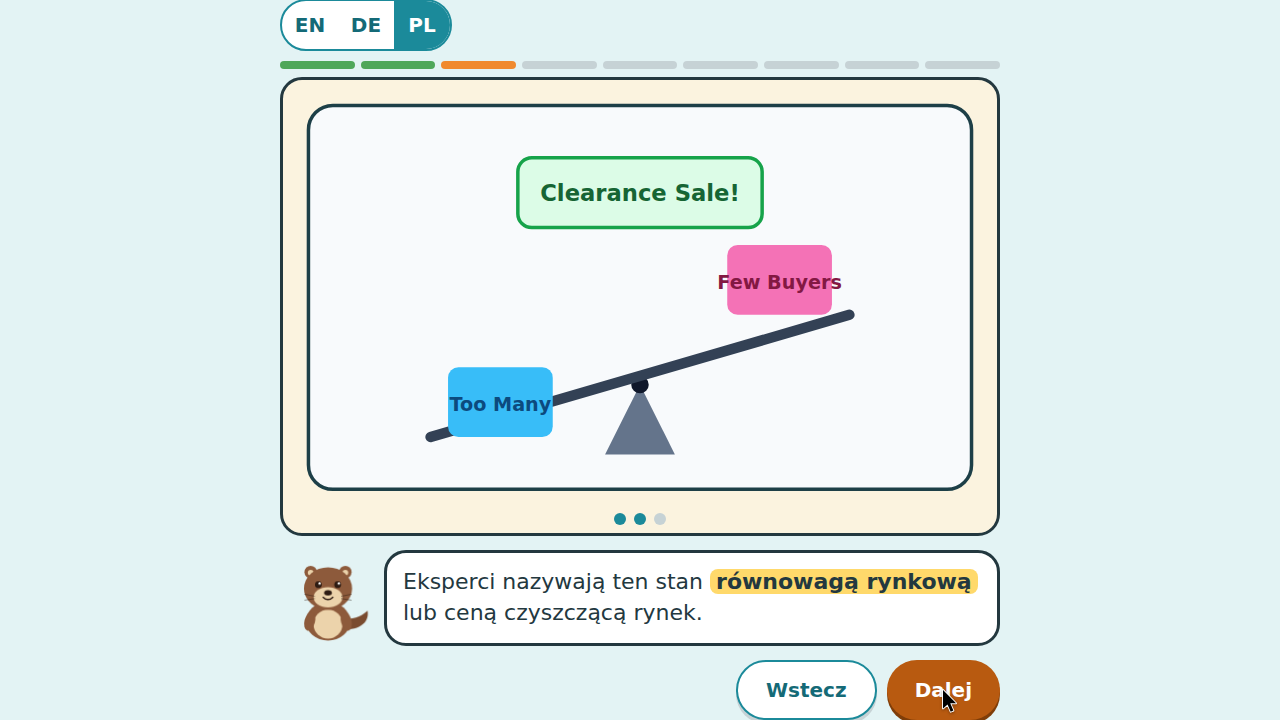 EN DE PL
Clearance Sale!
Few Buyers
Too Many
Eksperci nazywają ten stan równowagą rynkową
lub ceną czyszczącą rynek.
Wstecz Dalej